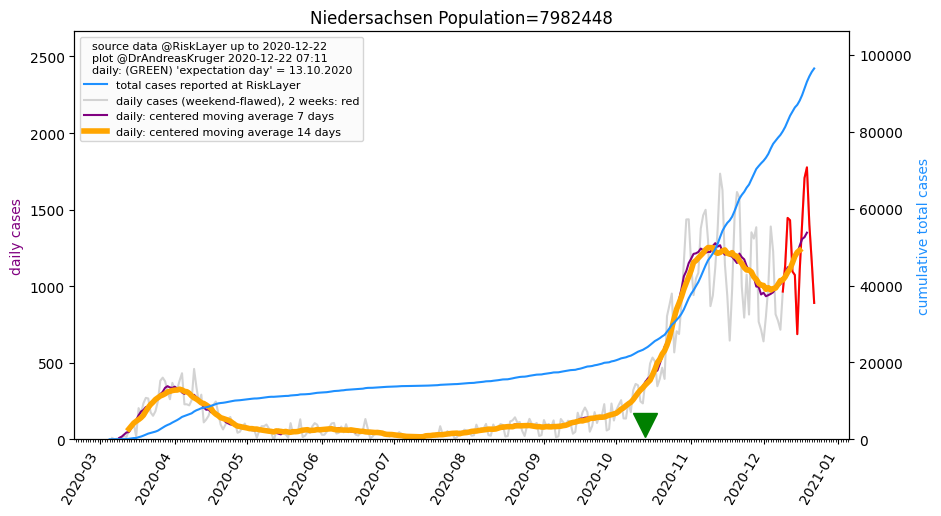 Niedersachsen Population=7982448
source data @RiskLayer up to 2020-12-22
plot @DrAndreasKruger 2020-12-22 07:11
daily: (GREEN) 'expectation day' = 13.10.2020
total cases reported at RiskLayer
daily cases (weekend-flawed), 2 weeks: red
daily: centered moving average 7 days
daily: centered moving average 14 days
daily cases
2500
2000
1500
1000
500
0
100000
80000
60000
40000
20000
0
cumulative total cases
2020-03
2020-04
2020-05
2020-06
2020-07
2020-08
2020-09
2020-10
2020-11
2020-12
2021-01